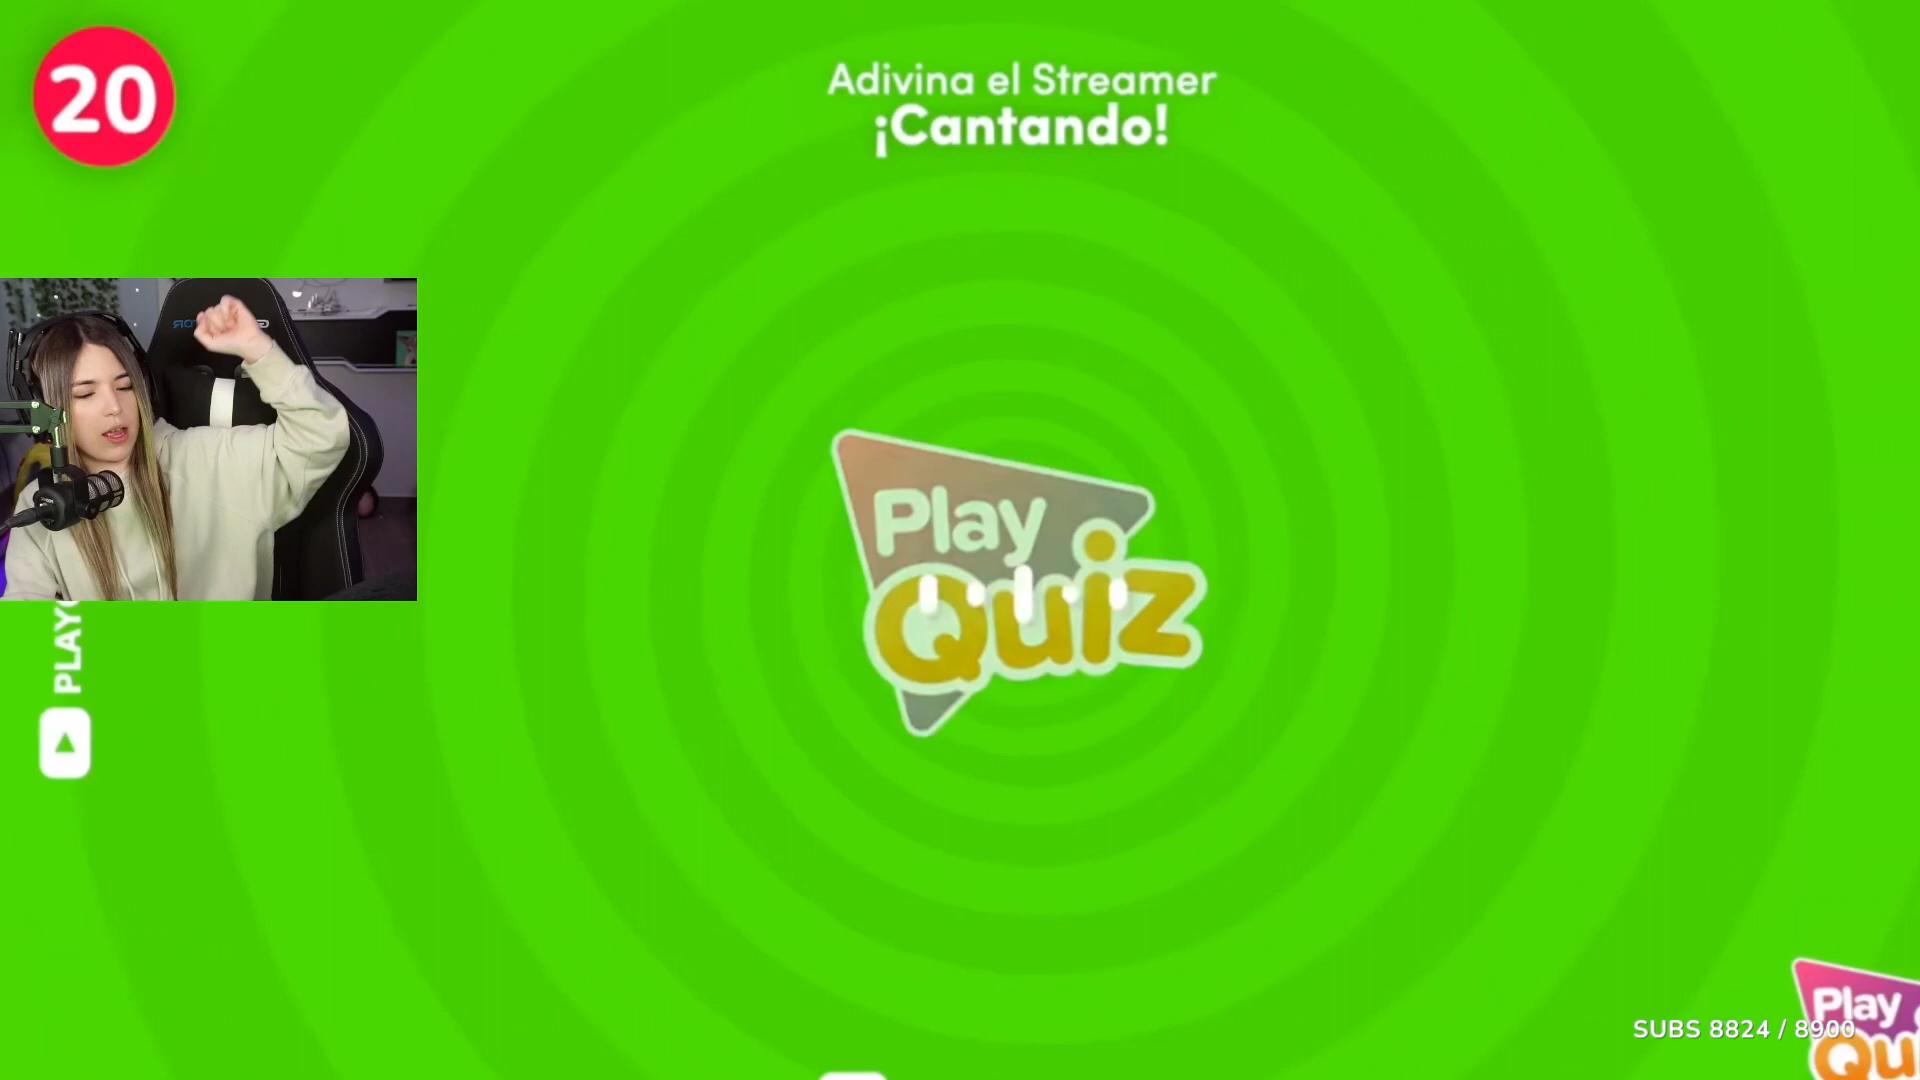 20
Adivina el Streamer
¡Cantando!
Play
Quiz
PLAY
Play
SUBS 8824 / 8900